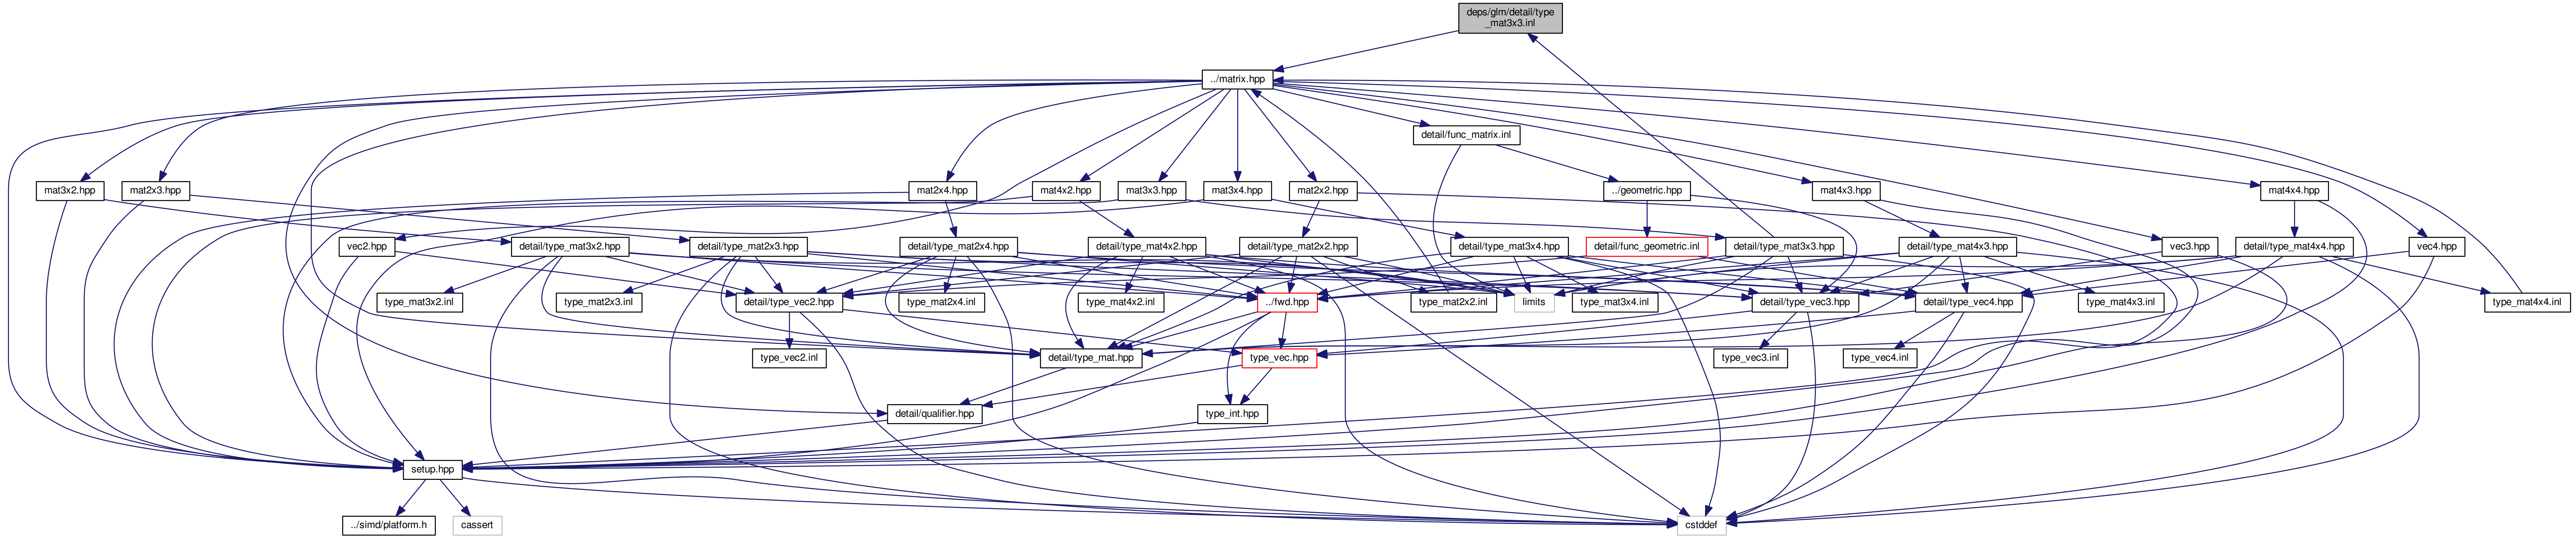 deps/glm/detail/type
_mat3x3.inl
../matrix.hpp
detail/func_matrix.inl
mat3x2.hpp
mat2x3.hpp
mat2x4.hpp
mat4x2.hpp
mat3x3.hpp
mat3x4.hpp
mat2x2.hpp
../geometric.hpp
mat4x3.hpp
mat4x4.hpp
vec2.hpp
detail/type_mat3x2.hpp
detail/type_mat2x3.hpp
detail/type_mat2x4.hpp
detail/type_mat4x2.hpp
detail/type_mat2x2.hpp
detail/type_mat3x4.hpp
detail/func_geometric.inl
detail/type_mat3x3.hpp
detail/type_mat4x3.hpp
vec3.hpp
detail/type_mat4x4.hpp
vec4.hpp
type_mat3x2.inl
type_mat2x3.inl
detail/type_vec2.hpp
type_mat2x4.inl
type_mat4x2.inl
../fwd.hpp
type_mat2x2.inl
limits
type_mat3x4.inl
detail/type_vec3.hpp
detail/type_vec4.hpp
type_mat4x3.inl
type_mat4x4.inl
type_vec2.inl
detail/type_mat.hpp
type_vec.hpp
type_vec3.inl
type_vec4.inl
detail/qualifier.hpp
type_int.hpp
setup.hpp
../simd/platform.h
cassert
cstddef